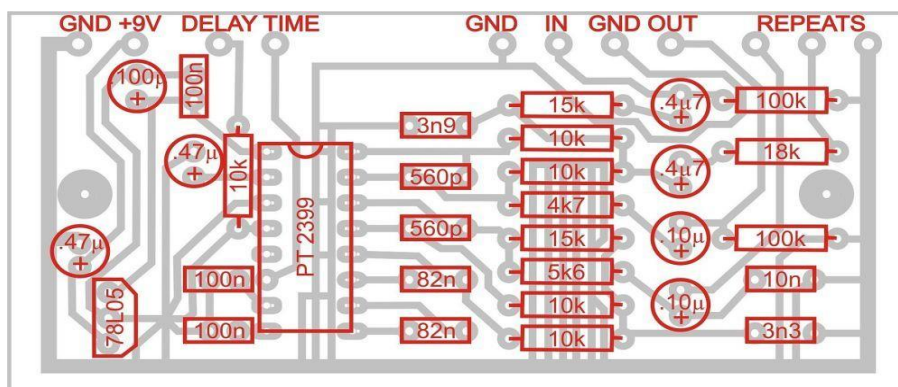 GND +9V DELAY TIME GND IN GND OUT REPEATS
.100µ
100n
.47µ
10k
.47µ
78L05
100n
100n
PT 2399
3n9
560p
560p
82n
82n
15k
10k
10k
4k7
15k
5k6
10k
10k
.4µ7
.4µ7
.10µ
.10µ
100k
18k
100k
10n
3n3